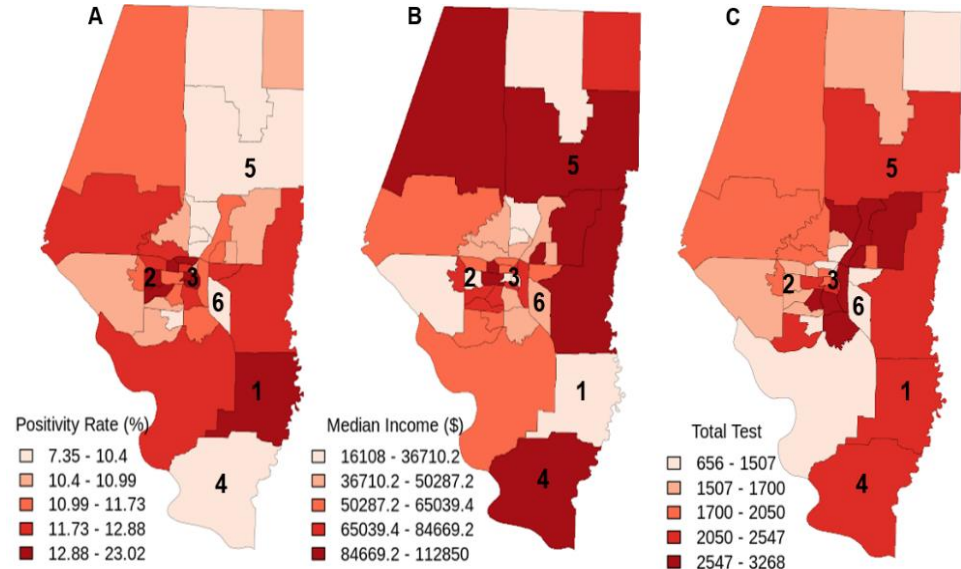 A
B
C
5
5
5
2
3
6
2
3
6
2
3
6
1
1
1
4
4
4
Positivity Rate (%)
7.35 - 10.4
10.4 - 10.99
10.99 - 11.73
11.73 - 12.88
12.88 - 23.02
Median Income ($)
16108 - 36710.2
36710.2 - 50287.2
50287.2 - 65039.4
65039.4 - 84669.2
84669.2 - 112850
Total Test
656 - 1507
1507 - 1700
1700 - 2050
2050 - 2547
2547 - 3268